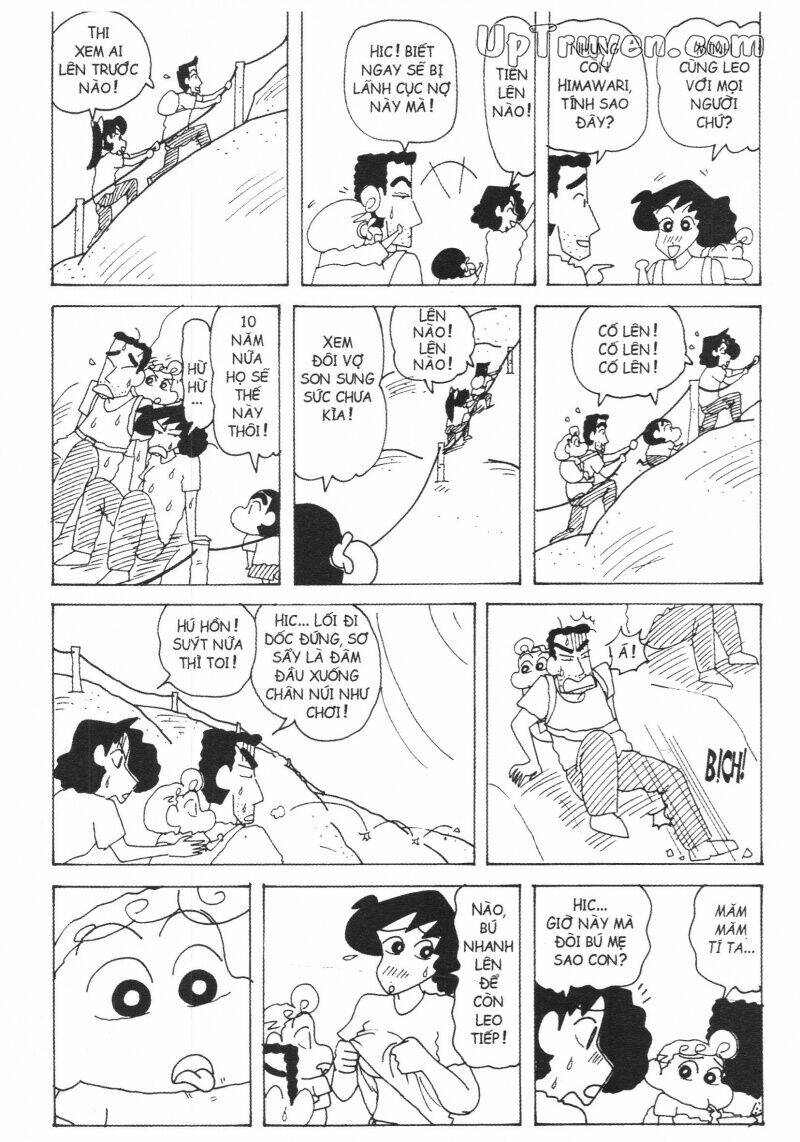 UpTruyen.com
MÌNH
CŨNG LEO
VỚI MỌI
NGƯỜI
CHỨ?
NHƯNG
CON
HIMAWARI,
TÍNH SAO
ĐÂY?
TIẾN
LÊN
NÀO!
HIC! BIẾT
NGAY SẼ BỊ
LÁNH CỤC NỢ
NÀY MÀ!
THI
XEM AI
LÊN TRƯỚC
NÀO!
CỐ LÊN!
CỐ LÊN!
CỐ LÊN!
LÊN
NÀO!
LÊN
NÀO!
XEM
ĐÔI VỢ
SON SUNG
SỨC CHƯA
KÌA!
10
NĂM
NỮA
HỌ SẼ
THẾ
NÀY
THÔI!
HỪ
HỪ
...
Á!
BỊCH!
HIC... LỐI ĐI
DỐC ĐỨNG, SƠ
SẨY LÀ ĐÂM
ĐẦU XUỐNG
CHÂN NÚI NHƯ
CHƠI!
HÚ HỒN!
SUÝT NỮA
THÌ TOI!
MĂM
MĂM
TÍ TA...
HIC...
GIỜ NÀY MÀ
ĐÒI BÚ MẸ
SAO CON?
NÀO,
BÚ
NHANH
LÊN
ĐỂ
CÒN
LEO
TIẾP!